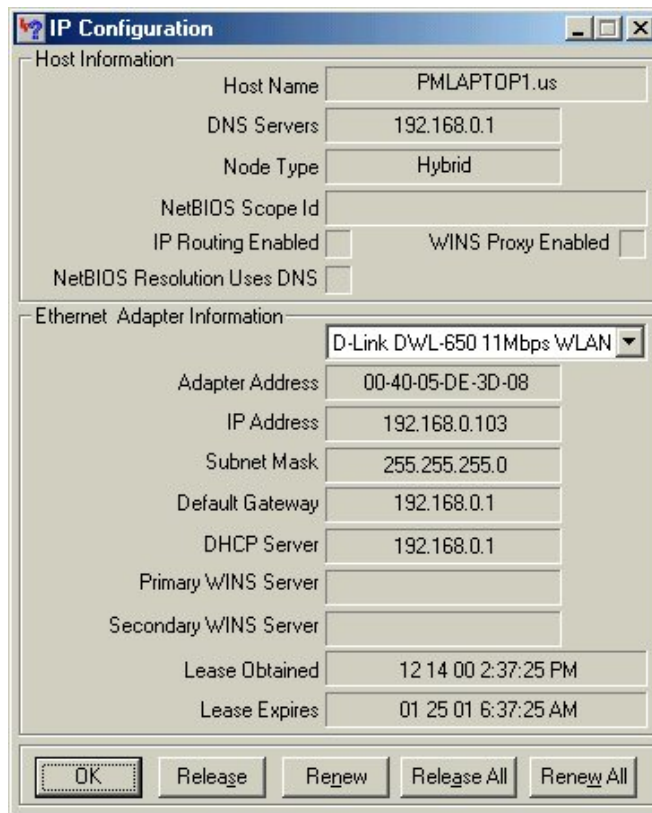 IP Configuration
Host Information
Host Name PMLAPTOP1.us
DNS Servers 192.168.0.1
Node Type Hybrid
NetBIOS Scope Id
IP Routing Enabled WINS Proxy Enabled
NetBIOS Resolution Uses DNS
Ethernet Adapter Information
D-Link DWL-650 11Mbps WLAN
Adapter Address 00-40-05-DE-3D-08
IP Address 192.168.0.103
Subnet Mask 255.255.255.0
Default Gateway 192.168.0.1
DHCP Server 192.168.0.1
Primary WINS Server
Secondary WINS Server
Lease Obtained 12 14 00 2:37:25 PM
Lease Expires 01 25 01 6:37:25 AM
OK Release Renew Release All Renew All